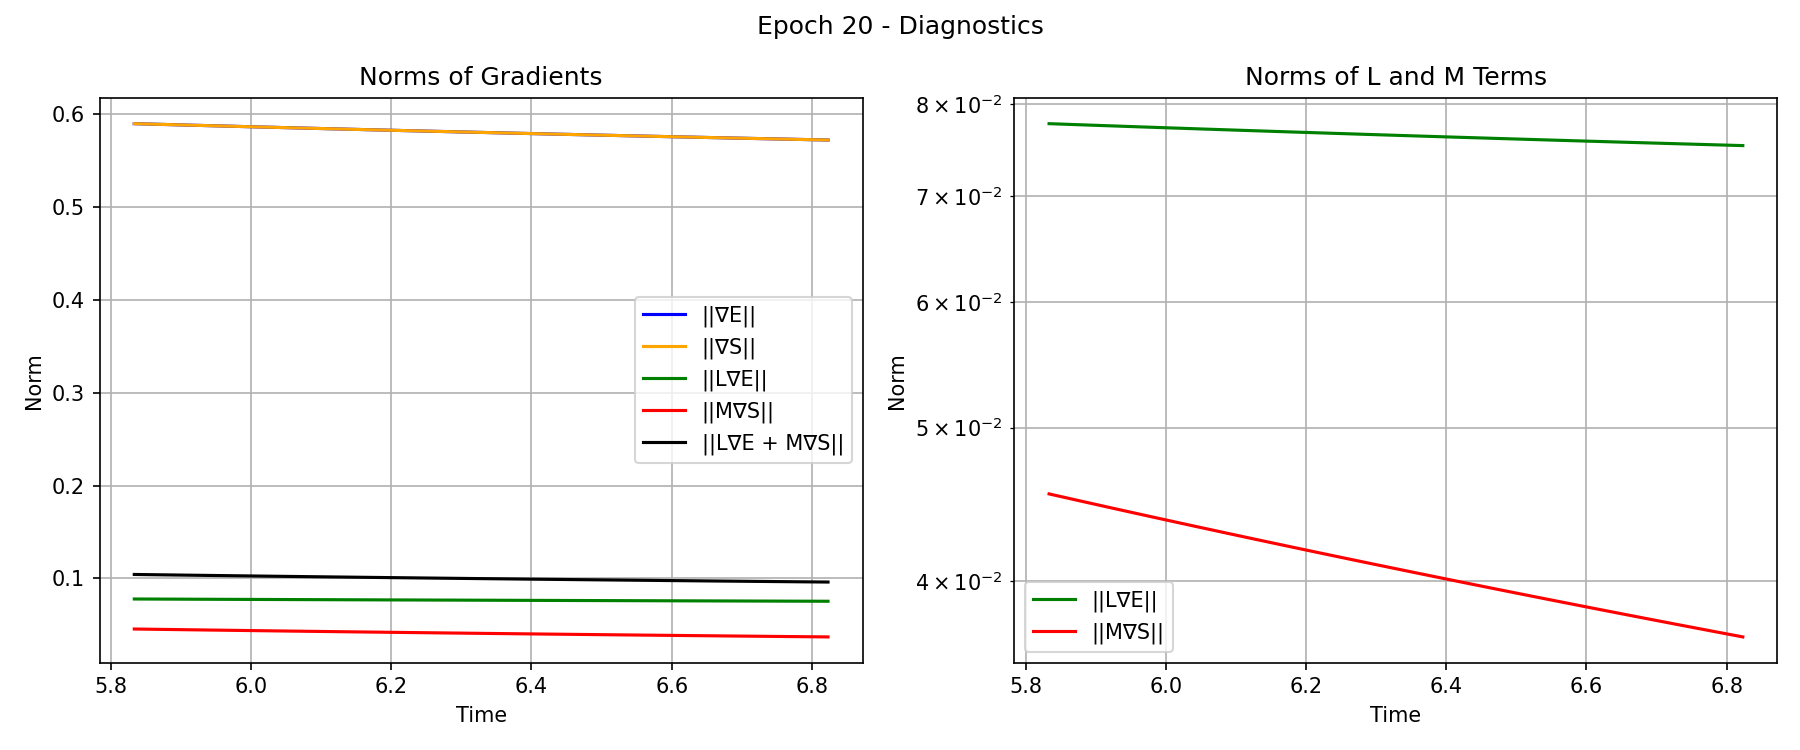 Epoch 20 - Diagnostics
Norms of Gradients
0.6
0.5
0.4
0.3
0.2
0.1
Norm
||∇E||
||∇S||
||L∇E||
||M∇S||
||L∇E + M∇S||
5.8 6.0 6.2 6.4 6.6 6.8
Time
Norms of L and M Terms
8 × 10⁻²
7 × 10⁻²
6 × 10⁻²
5 × 10⁻²
4 × 10⁻²
Norm
||L∇E||
||M∇S||
5.8 6.0 6.2 6.4 6.6 6.8
Time